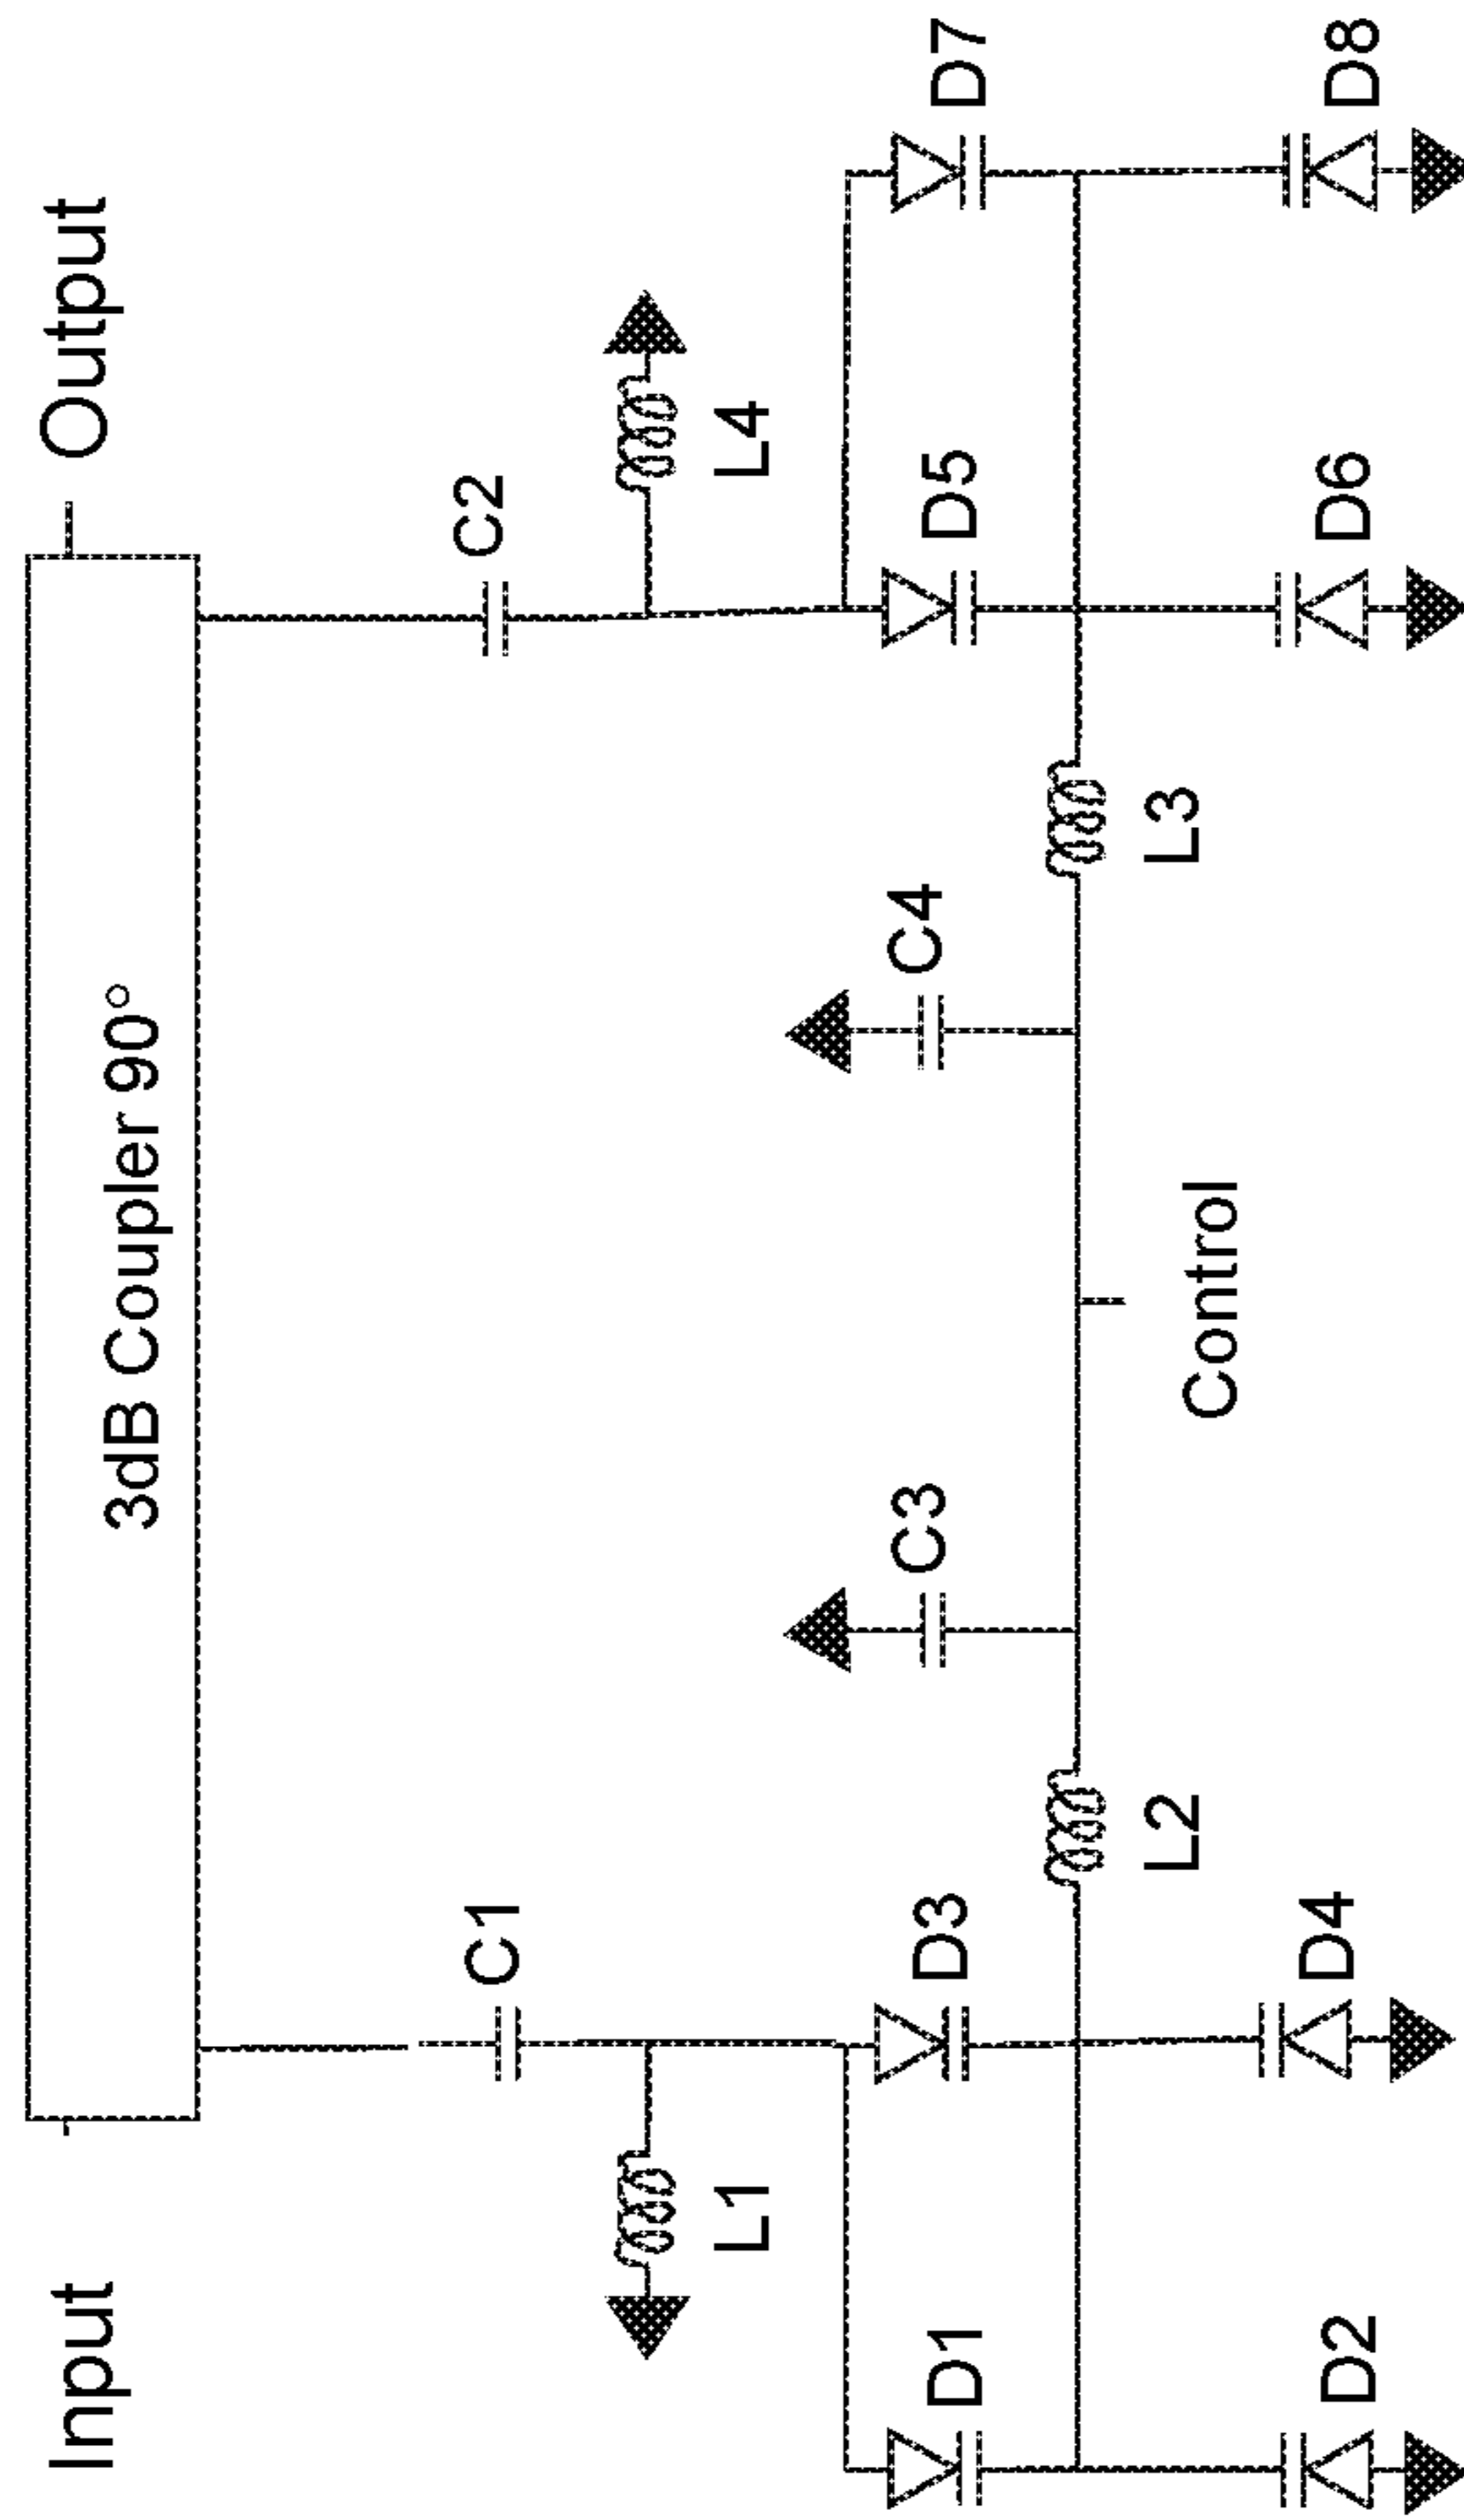 Input
Output
3dB Coupler 90°
C1
C2
L1
L4
D1
D3
C3
C4
D5
D7
L2
L3
Control
D2
D4
D6
D8